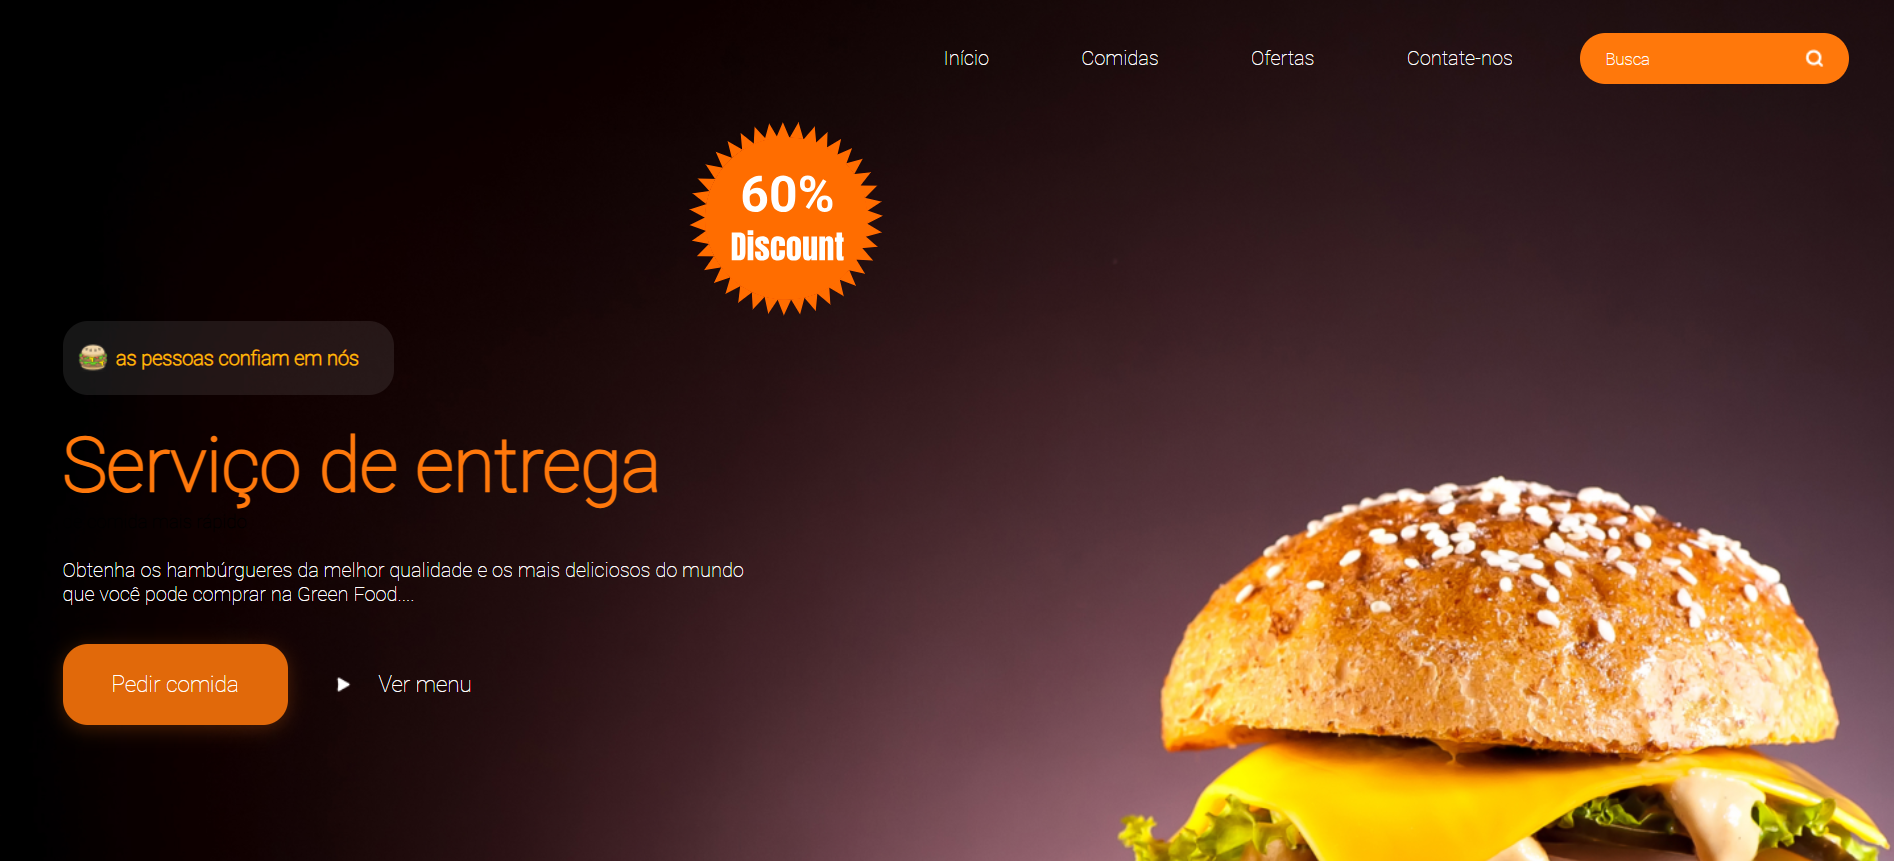 Início
Comidas
Ofertas
Contate-nos
Busca
60%
Discount
as pessoas confiam em nós
Serviço de entrega
Obtenha os hambúrgueres da melhor qualidade e os mais deliciosos do mundo
que você pode comprar na Green Food....
Pedir comida
Ver menu